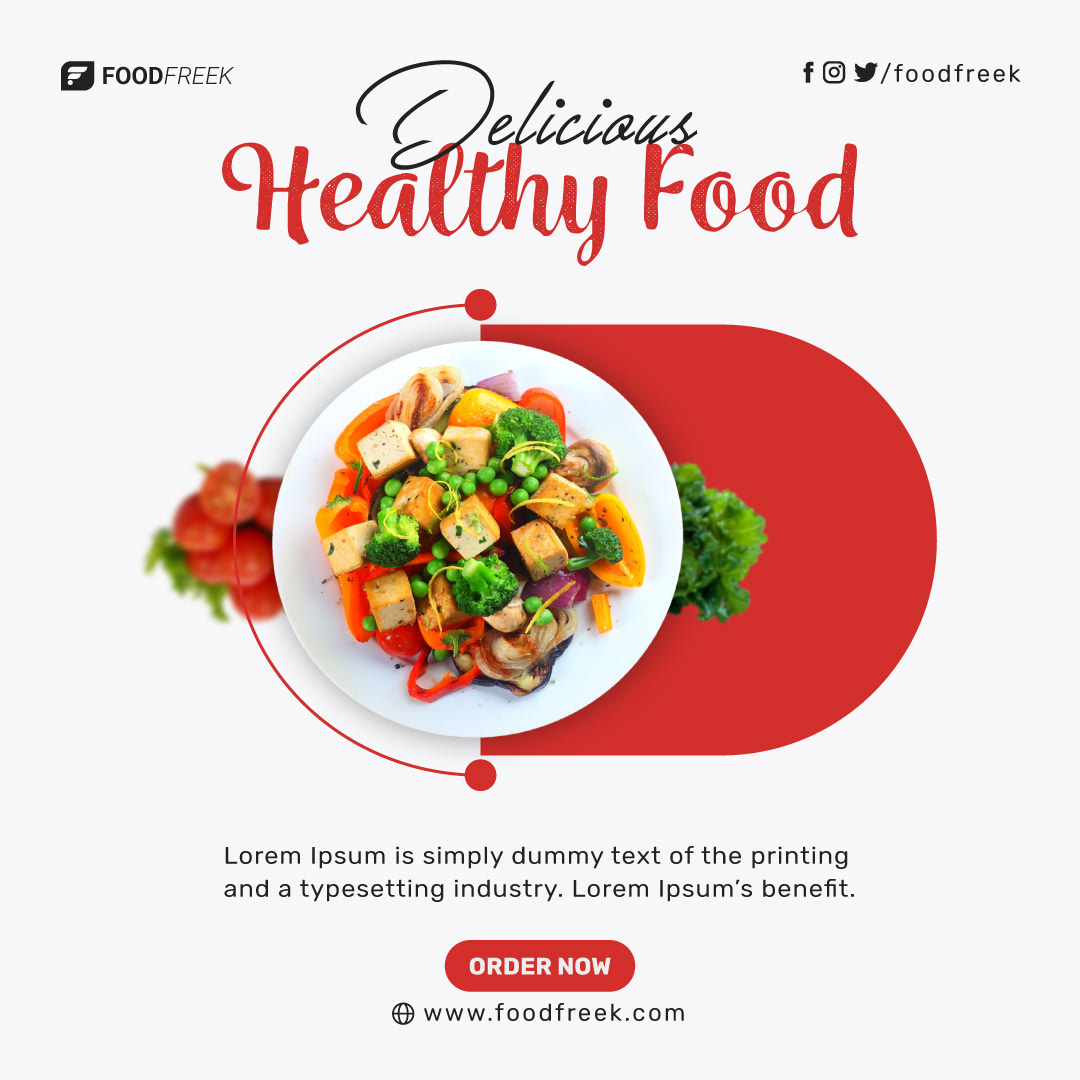 FOODFREEK
/foodfreek
Delicious
Healthy Food
Lorem Ipsum is simply dummy text of the printing
and a typesetting industry. Lorem Ipsum’s benefit.
ORDER NOW
www.foodfreek.com